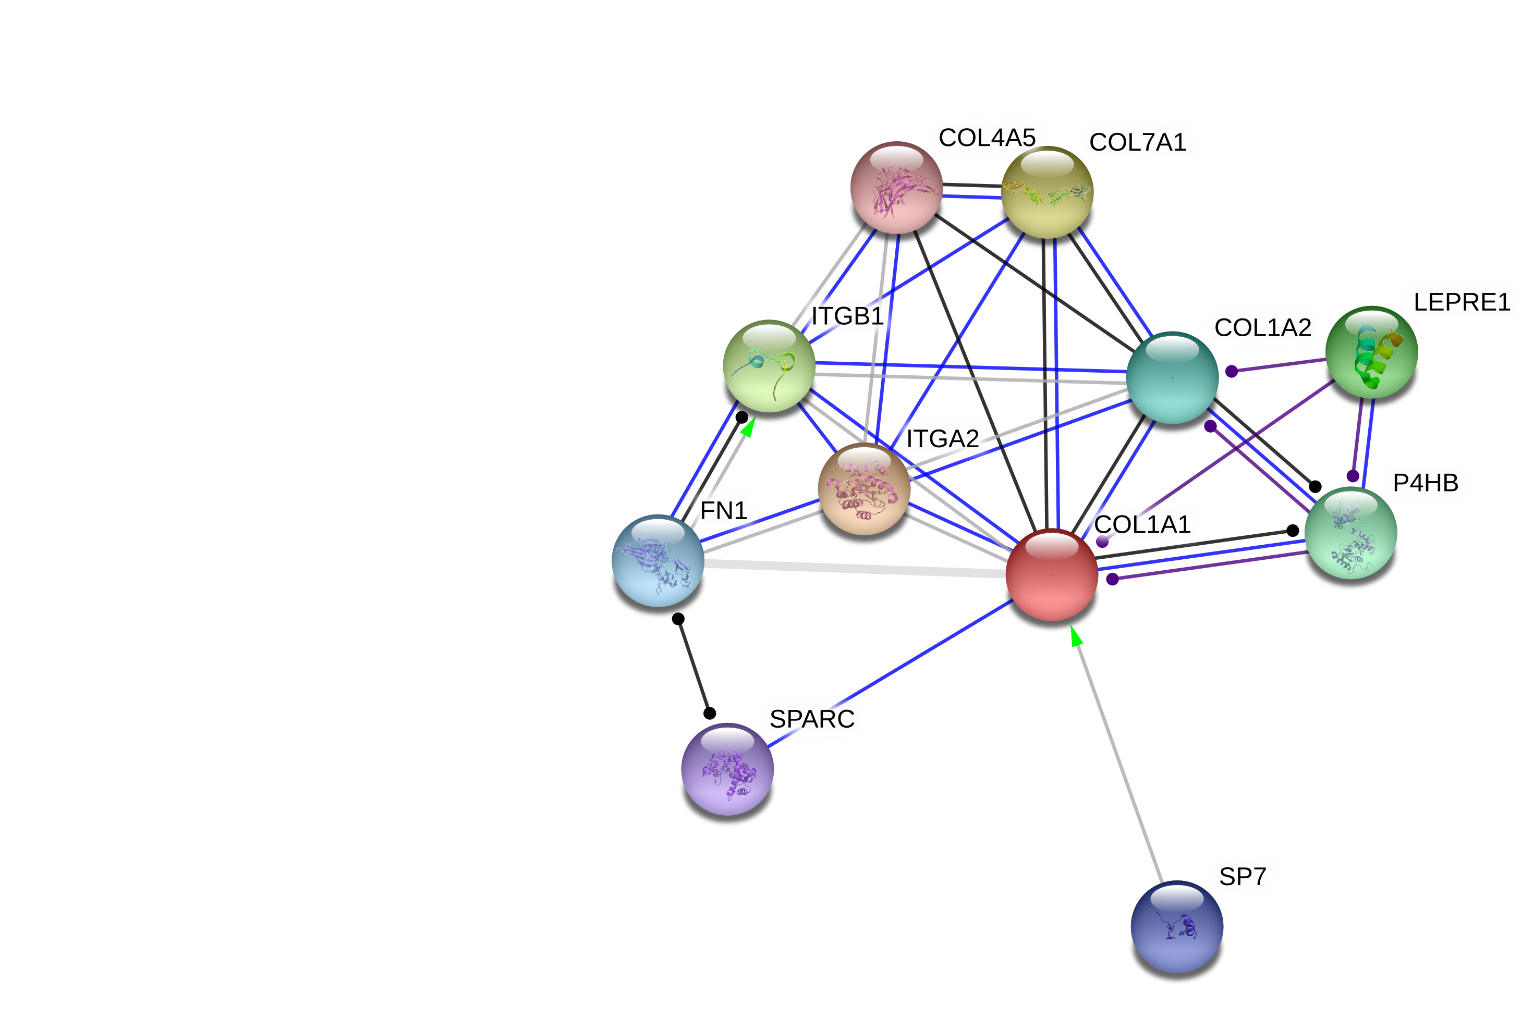 COL4A5
COL7A1
LEPRE1
ITGB1
COL1A2
ITGA2
P4HB
FN1
COL1A1
SPARC
SP7